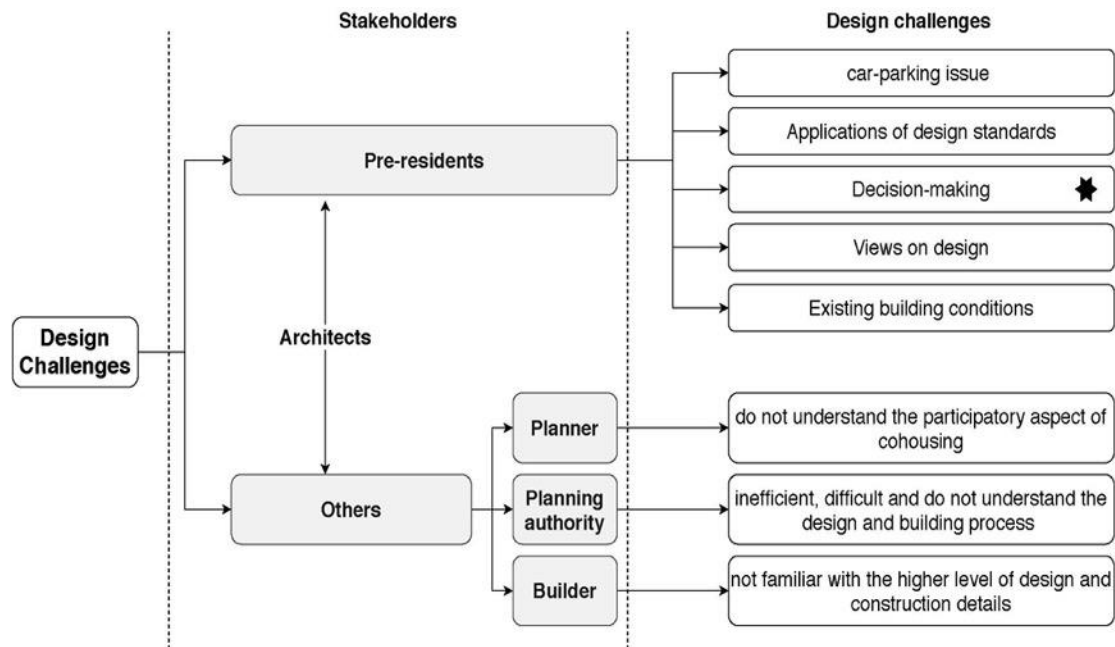 Stakeholders
Design challenges
car-parking issue
Applications of design standards
Pre-residents
Decision-making
Views on design
Existing building conditions
Design
Challenges
Architects
Planner
do not understand the participatory aspect of
cohousing
Others
Planning
authority
inefficient, difficult and do not understand the
design and building process
Builder
not familiar with the higher level of design and
construction details